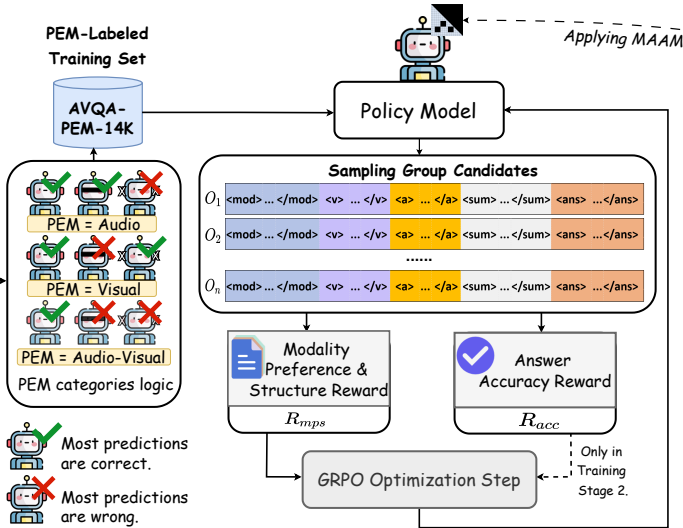 PEM-Labeled
Training Set
AVQA-
PEM-14K
Applying MAAM
Policy Model
Sampling Group Candidates
O1 <mod> ... </mod> <v> ... </v> <a> ... </a> <sum> ... </sum> <ans> ... </ans>
O2 <mod> ... </mod> <v> ... </v> <a> ... </a> <sum> ... </sum> <ans> ... </ans>
......
On <mod> ... </mod> <v> ... </v> <a> ... </a> <sum> ... </sum> <ans> ... </ans>
PEM = Audio
PEM = Visual
PEM = Audio-Visual
PEM categories logic
Modality
Preference &
Structure Reward
Rmps
Answer
Accuracy Reward
Racc
Most predictions
are correct.
Most predictions
are wrong.
GRPO Optimization Step
Only in
Training
Stage 2.